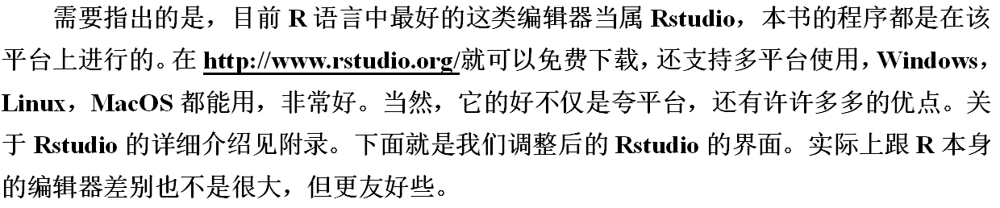 需要指出的是，目前 R 语言中最好的这类编辑器当属 Rstudio，本书的程序都是在该
平台上进行的。在 http://www.rstudio.org/就可以免费下载，还支持多平台使用，Windows，
Linux，MacOS 都能用，非常好。当然，它的好不仅是夸平台，还有许许多多的优点。关
于 Rstudio 的详细介绍见附录。下面就是我们调整后的 Rstudio 的界面。实际上跟 R 本身
的编辑器差别也不是很大，但更友好些。